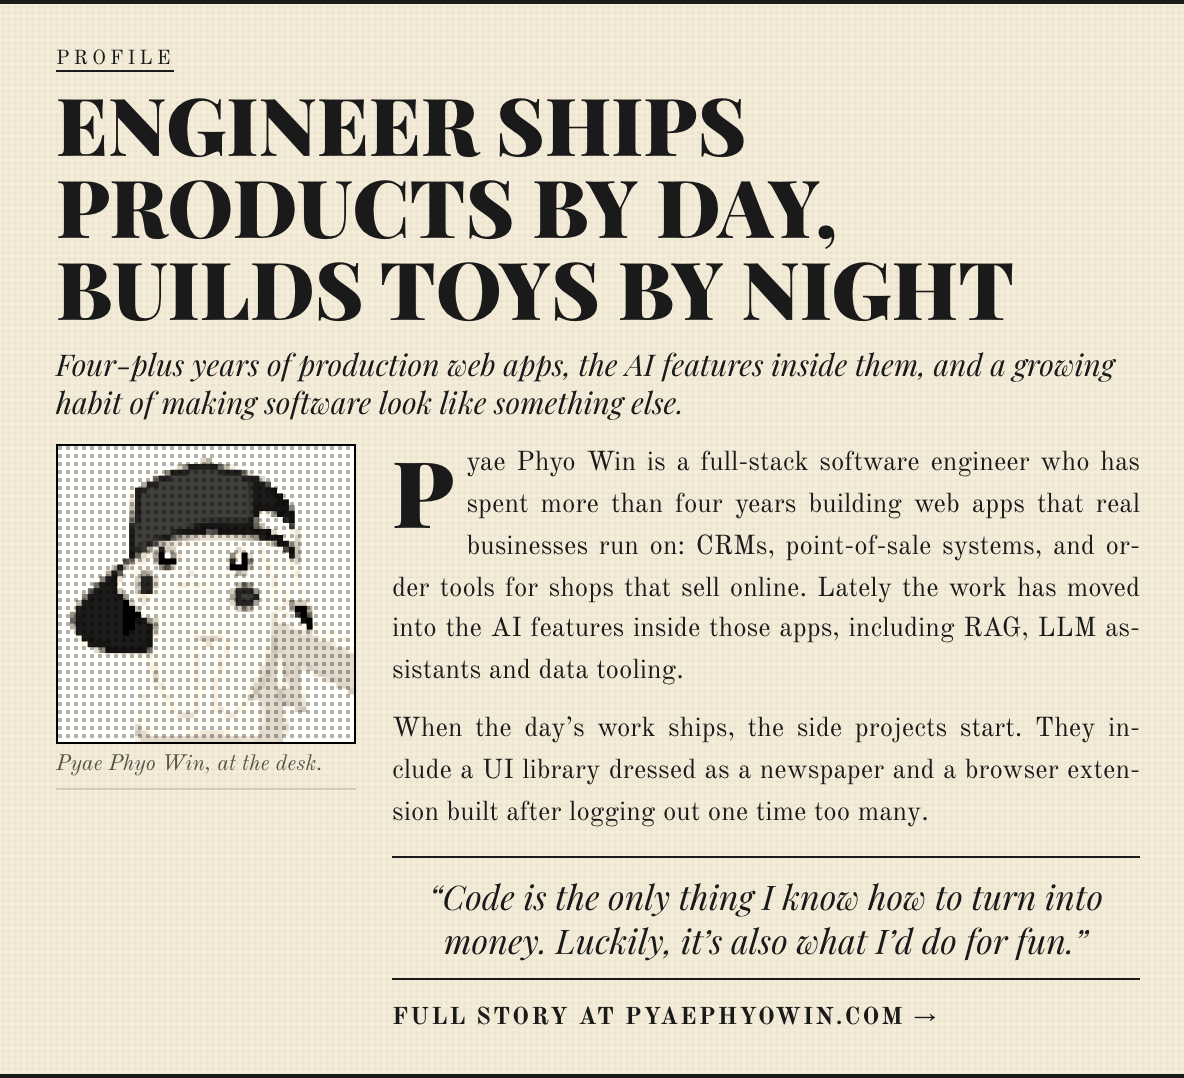 PROFILE
ENGINEER SHIPS
PRODUCTS BY DAY,
BUILDS TOYS BY NIGHT
Four-plus years of production web apps, the AI features inside them, and a growing
habit of making software look like something else.
Pyae Phyo Win, at the desk.
Pyae Phyo Win is a full-stack software engineer who has
spent more than four years building web apps that real
businesses run on: CRMs, point-of-sale systems, and or-
der tools for shops that sell online. Lately the work has moved
into the AI features inside those apps, including RAG, LLM as-
sistants and data tooling.
When the day’s work ships, the side projects start. They in-
clude a UI library dressed as a newspaper and a browser exten-
sion built after logging out one time too many.
“Code is the only thing I know how to turn into
money. Luckily, it’s also what I’d do for fun.”
FULL STORY AT PYAEPHYOWIN.COM →